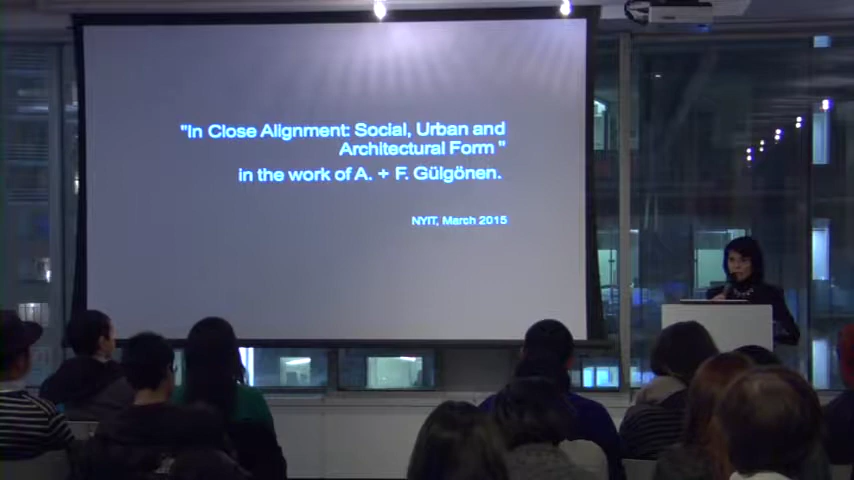 "In Close Alignment: Social, Urban and
Architectural Form "
in the work of A. + F. Gülgönen.
NYIT, March 2015